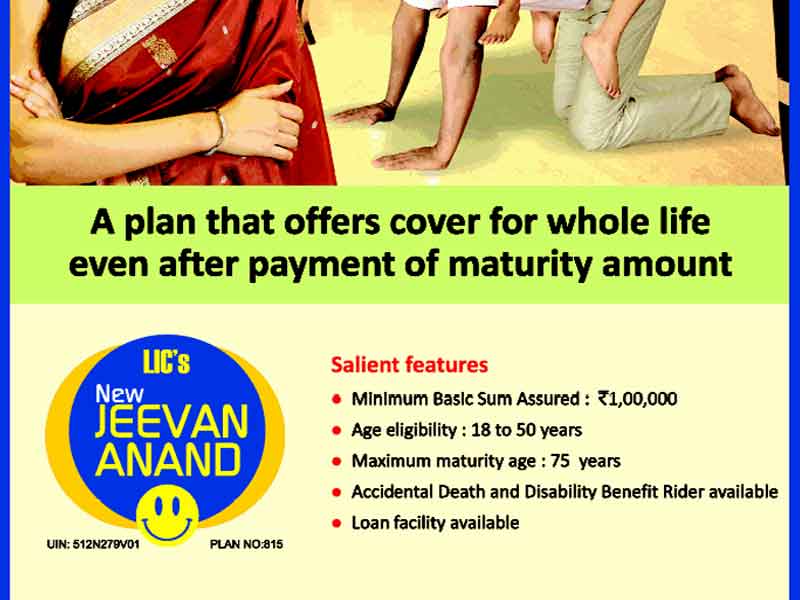 A plan that offers cover for whole life
even after payment of maturity amount
LIC's
New
JEEVAN
ANAND
UIN: 512N279V01 PLAN NO:815
Salient features
• Minimum Basic Sum Assured : ₹1,00,000
• Age eligibility : 18 to 50 years
• Maximum maturity age : 75 years
• Accidental Death and Disability Benefit Rider available
• Loan facility available